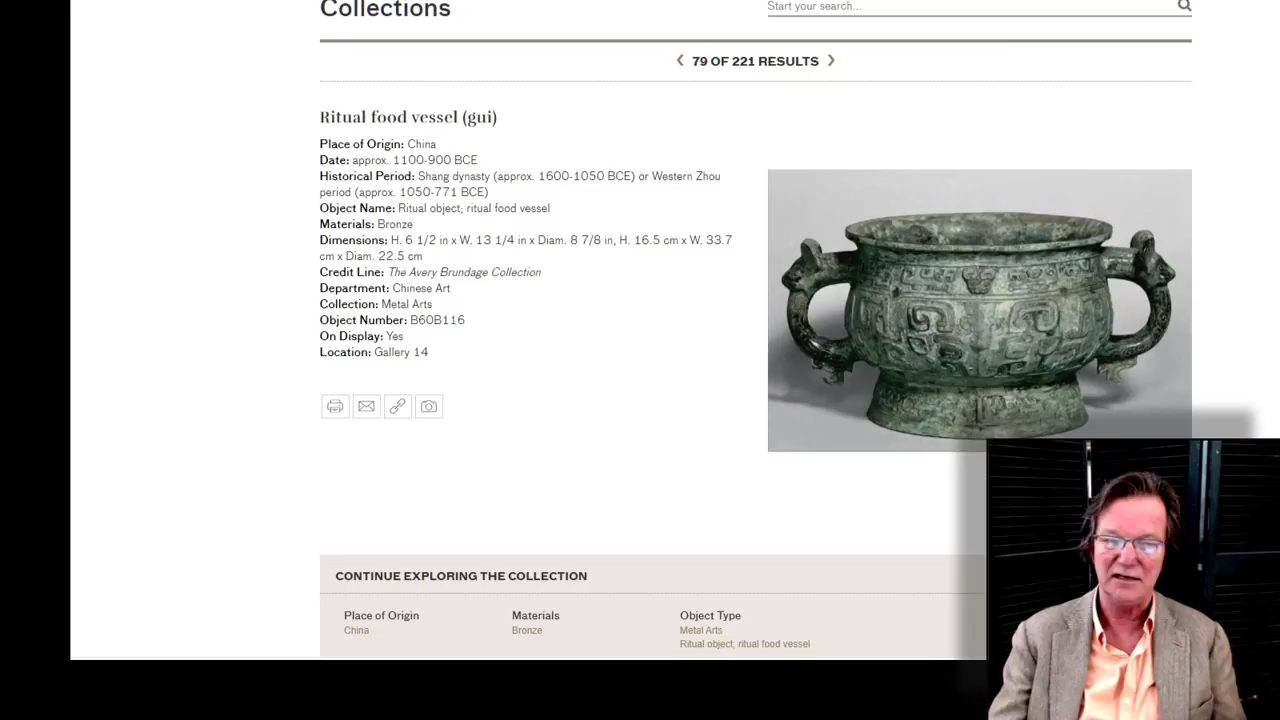 Collections
Start your search...
79 OF 221 RESULTS
Ritual food vessel (gui)
Place of Origin: China
Date: approx. 1100-900 BCE
Historical Period: Shang dynasty (approx. 1600-1050 BCE) or Western Zhou
period (approx. 1050-771 BCE)
Object Name: Ritual object; ritual food vessel
Materials: Bronze
Dimensions: H. 6 1/2 in x W. 13 1/4 in x Diam. 8 7/8 in, H. 16.5 cm x W. 33.7
cm x Diam. 22.5 cm
Credit Line: The Avery Brundage Collection
Department: Chinese Art
Collection: Metal Arts
Object Number: B60B116
On Display: Yes
Location: Gallery 14
CONTINUE EXPLORING THE COLLECTION
Place of Origin
China
Materials
Bronze
Object Type
Metal Arts
Ritual object; ritual food vessel